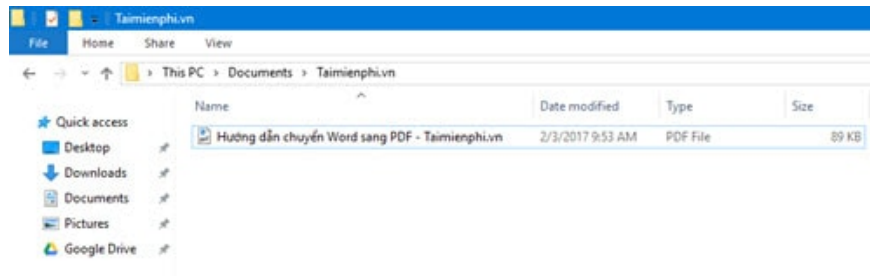 Taimienphi.vn
File Home Share View
This PC > Documents > Taimienphi.vn
Name Date modified Type Size
Quick access
Hướng dẫn chuyển Word sang PDF - Taimienphi.vn 2/3/2017 9:53 AM PDF File 89 KB
Desktop
Downloads
Documents
Pictures
Google Drive